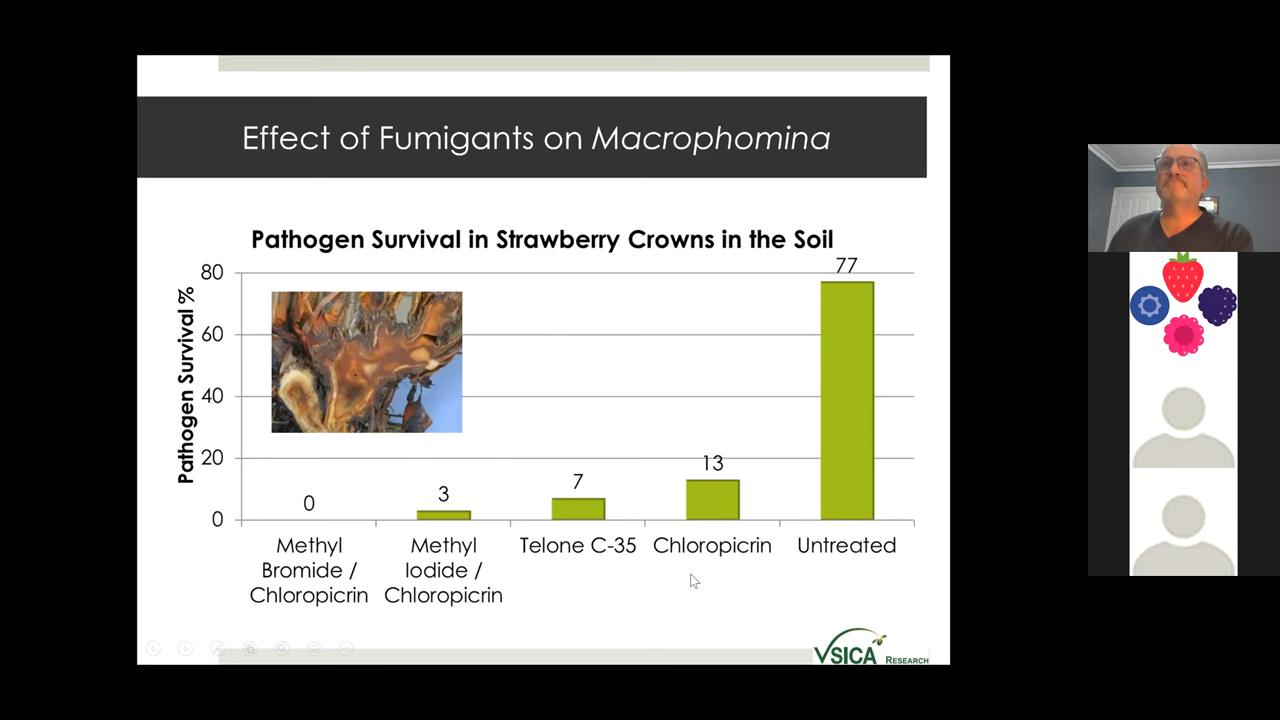 Effect of Fumigants on Macrophomina
Pathogen Survival in Strawberry Crowns in the Soil
Pathogen Survival %
80
60
40
20
0
0
3
7
13
77
Methyl
Bromide /
Chloropicrin
Methyl
Iodide /
Chloropicrin
Telone C-35
Chloropicrin
Untreated
VSICA RESEARCH